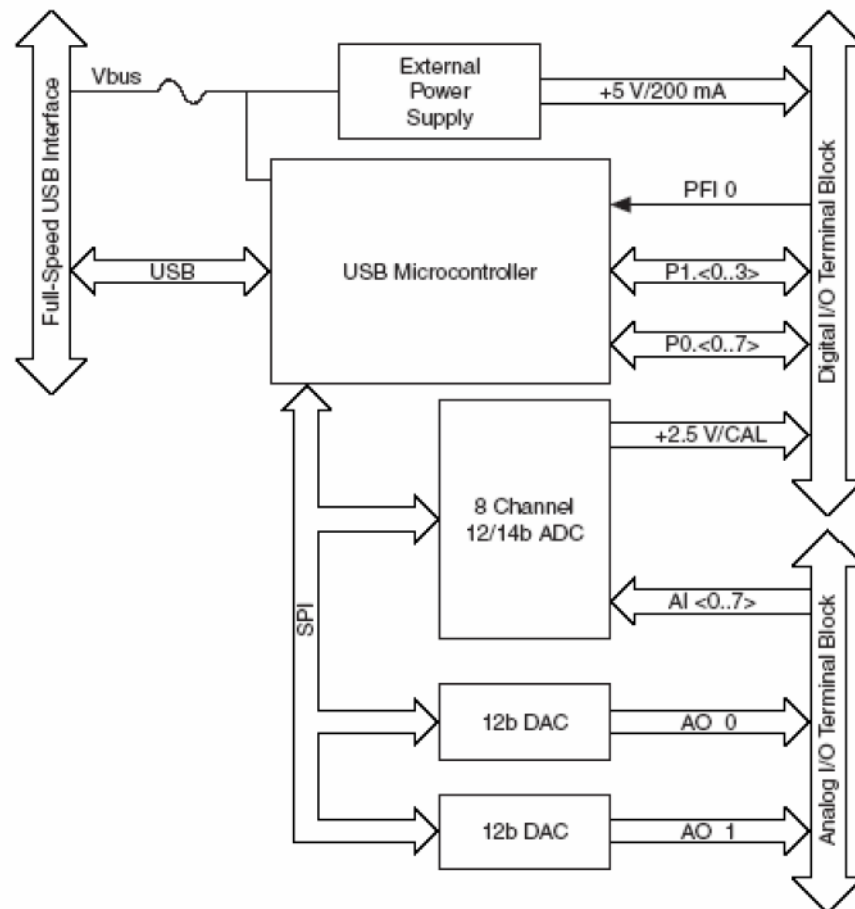 Vbus
External
Power
Supply
+5 V/200 mA
Full-Speed USB Interface
USB
USB Microcontroller
PFI 0
P1.<0..3>
P0.<0..7>
Digital I/O Terminal Block
+2.5 V/CAL
8 Channel
12/14b ADC
AI <0..7>
SPI
12b DAC
AO 0
12b DAC
AO 1
Analog I/O Terminal Block